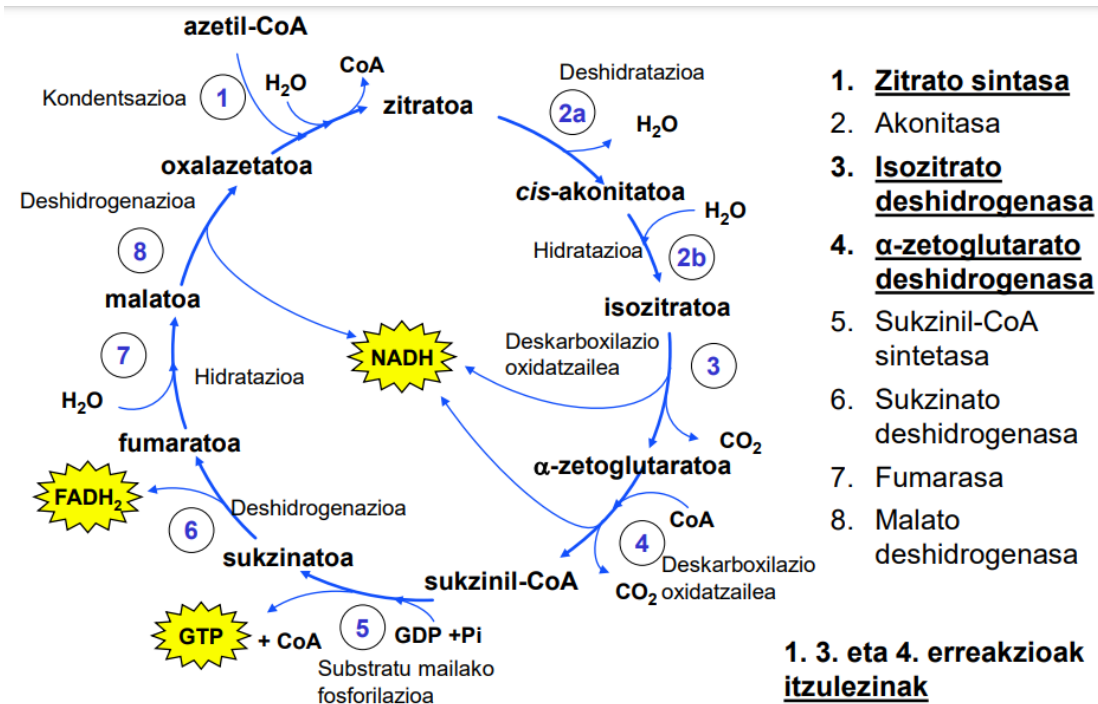 azetil-CoA
Kondentsazioa
1
H₂O
CoA
zitratoa
Deshidratazioa
2a
H₂O
oxalazetatoa
cis-akonitatoa
Deshidrogenazioa
8
H₂O
Hidratazioa
2b
malatoa
isozitratoa
7
NADH
Deskarboxilazio
oxidatzailea
3
Hidratazioa
H₂O
CO₂
fumaratoa
α-zetoglutaratoa
FADH₂
Deshidrogenazioa
6
CoA
4
sukzinatoa
Deskarboxilazio
oxidatzailea
sukzinil-CoA
CO₂
GTP
+ CoA
5
GDP +Pi
Substratu mailako
fosforilazioa
1. Zitrato sintasa
2. Akonitasa
3. Isozitrato
deshidrogenasa
4. α-zetoglutarato
deshidrogenasa
5. Sukzinil-CoA
sintetasa
6. Sukzinato
deshidrogenasa
7. Fumarasa
8. Malato
deshidrogenasa
1. 3. eta 4. erreakzioak
itzulezinak